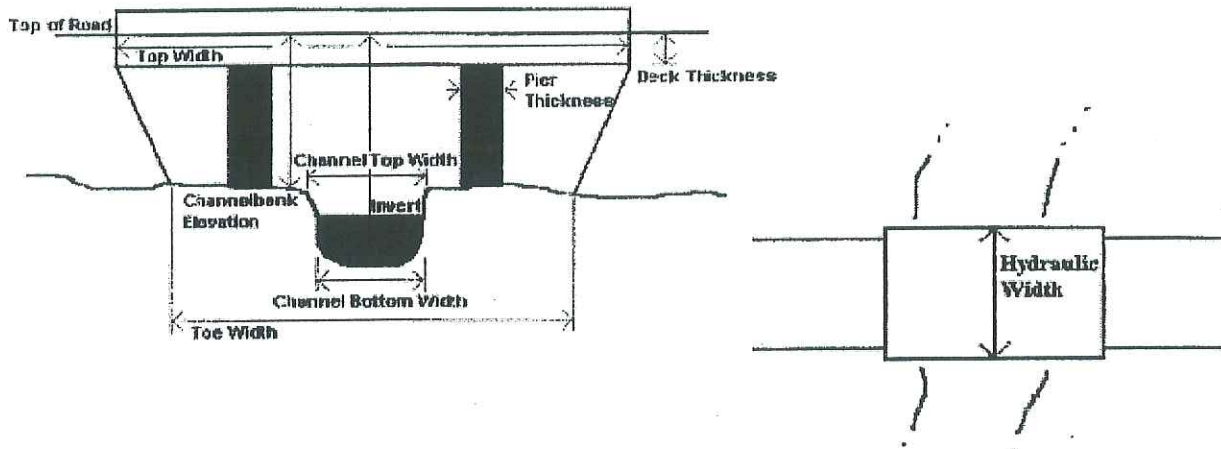 Top of Road
Top Width
Deck Thickness
Pier
Thickness
Channel Top Width
Channelbank
Elevation
Invert
Channel Bottom Width
Toe Width
Hydraulic
Width